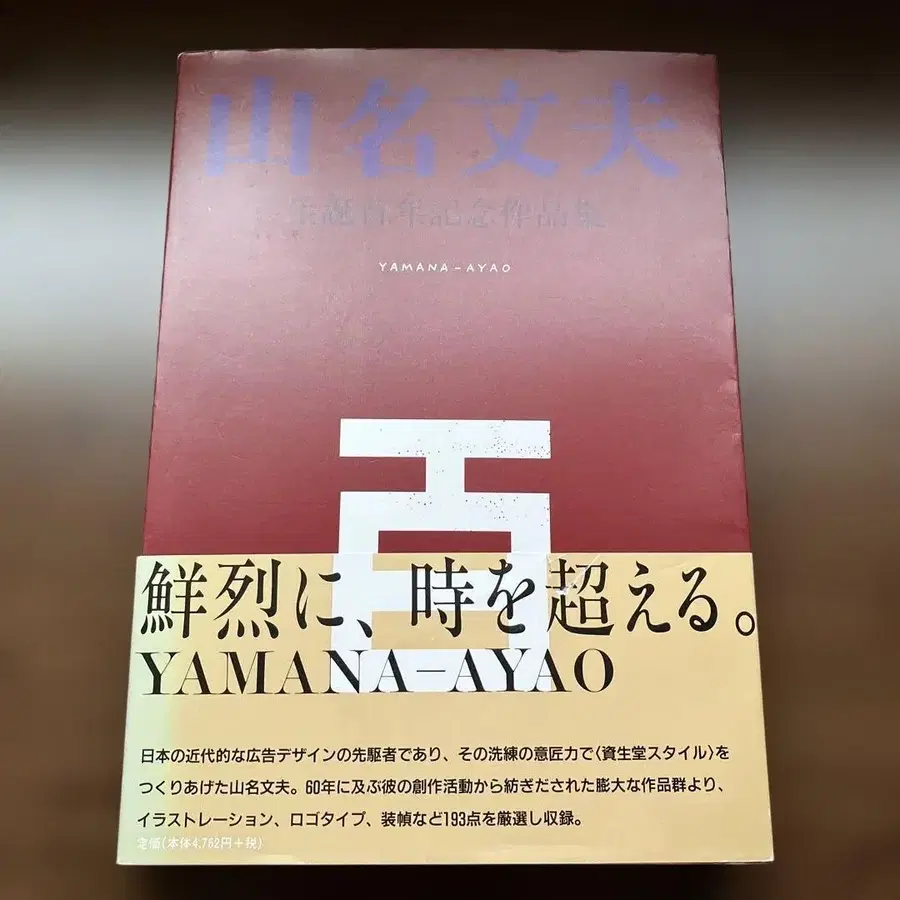 山名文夫
生誕百年記念作品集
YAMANA-AYAO
百
鮮烈に、時を超える。
YAMANA-AYAO
日本の近代的な広告デザインの先駆者であり、その洗練の意匠力で〈資生堂スタイル〉を
つくりあげた山名文夫。60年に及ぶ彼の創作活動から紡ぎだされた膨大な作品群より、
イラストレーション、ロゴタイプ、装幀など193点を厳選し収録。
定価(本体4,762円+税)